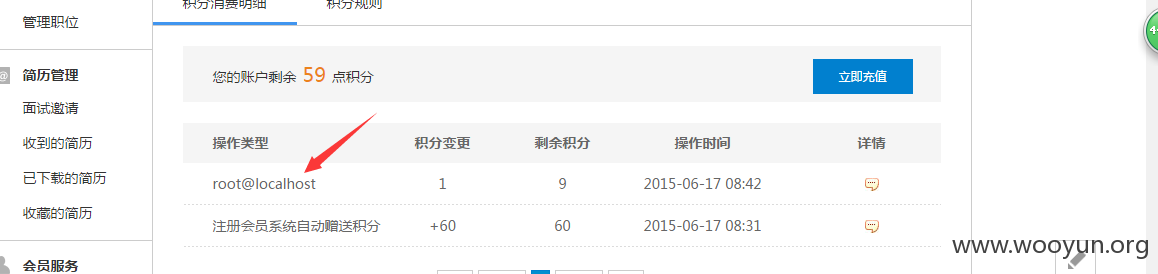 积分消费明细 积分规则
管理职位
简历管理
面试邀请
收到的简历
已下载的简历
收藏的简历
会员服务
您的账户剩余 59 点积分 立即充值
操作类型 积分变更 剩余积分 操作时间 详情
root@localhost 1 9 2015-06-17 08:42
注册会员系统自动赠送积分 +60 60 2015-06-17 08:31
www.wooyun.org